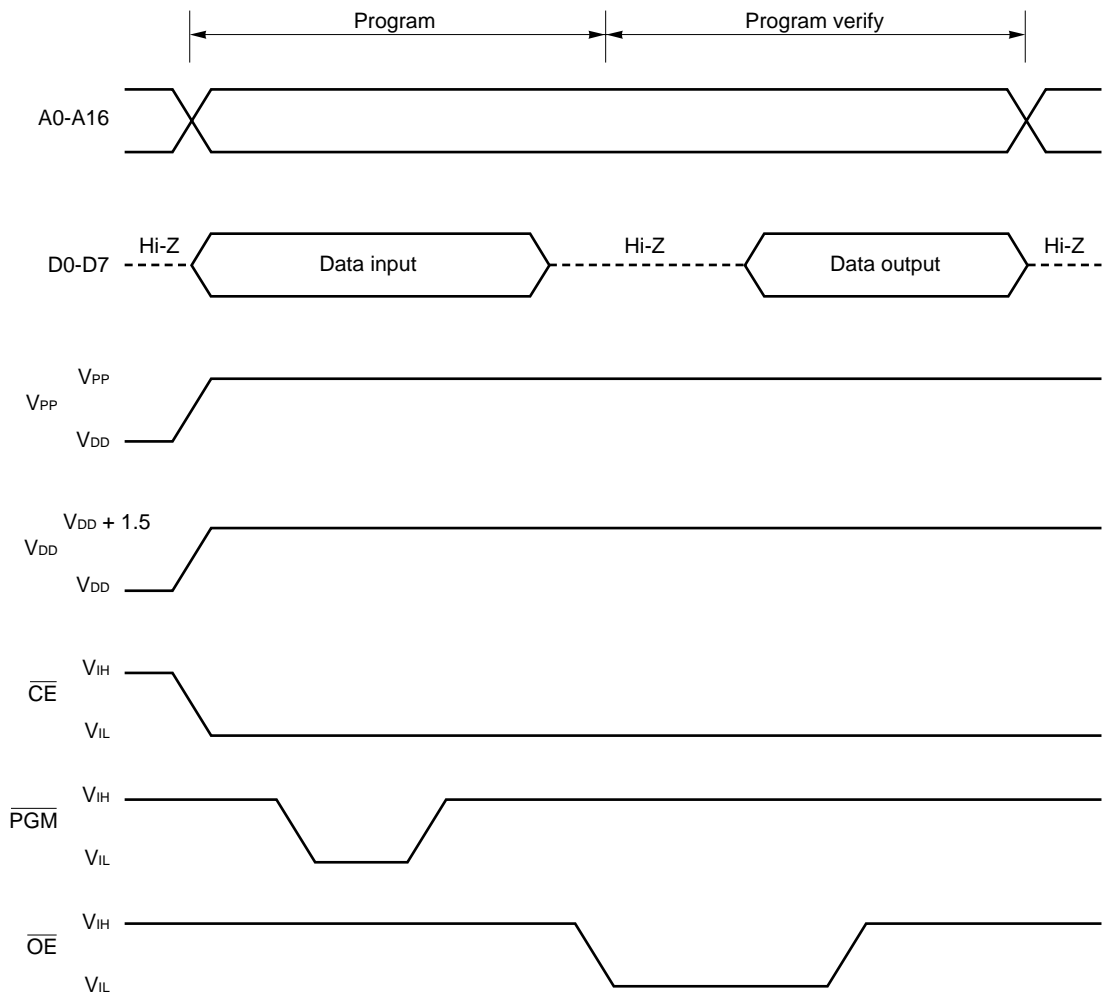 Program Program verify
A0-A16
D0-D7 Hi-Z Data input Hi-Z Data output Hi-Z
VPP
VPP
VDD
VDD + 1.5
VDD
VDD
VIH
CE
VIL
VIH
PGM
VIL
VIH
OE
VIL